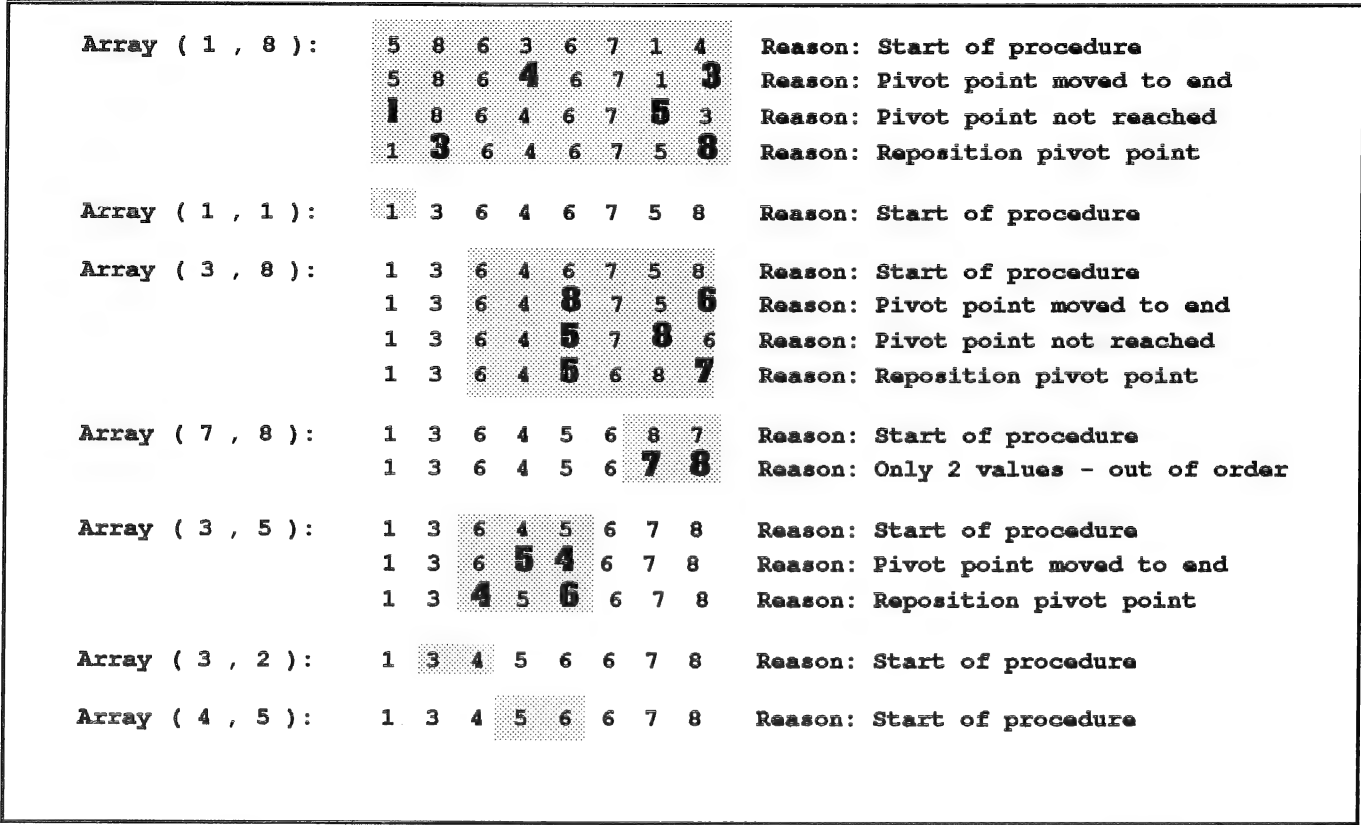 Array ( 1 , 8 ): 5 8 6 3 6 7 1 4 Reason: Start of procedure
5 8 6 4 6 7 1 3 Reason: Pivot point moved to end
1 8 6 4 6 7 5 3 Reason: Pivot point not reached
1 3 6 4 6 7 5 8 Reason: Reposition pivot point
Array ( 1 , 1 ): 1 3 6 4 6 7 5 8 Reason: Start of procedure
Array ( 3 , 8 ): 1 3 6 4 6 7 5 8 Reason: Start of procedure
1 3 6 4 8 7 5 6 Reason: Pivot point moved to end
1 3 6 4 5 7 8 6 Reason: Pivot point not reached
1 3 6 4 5 6 8 7 Reason: Reposition pivot point
Array ( 7 , 8 ): 1 3 6 4 5 6 8 7 Reason: Start of procedure
1 3 6 4 5 6 7 8 Reason: Only 2 values - out of order
Array ( 3 , 5 ): 1 3 6 4 5 6 7 8 Reason: Start of procedure
1 3 6 5 4 6 7 8 Reason: Pivot point moved to end
1 3 4 5 6 6 7 8 Reason: Reposition pivot point
Array ( 3 , 2 ): 1 3 4 5 6 6 7 8 Reason: Start of procedure
Array ( 4 , 5 ): 1 3 4 5 6 6 7 8 Reason: Start of procedure